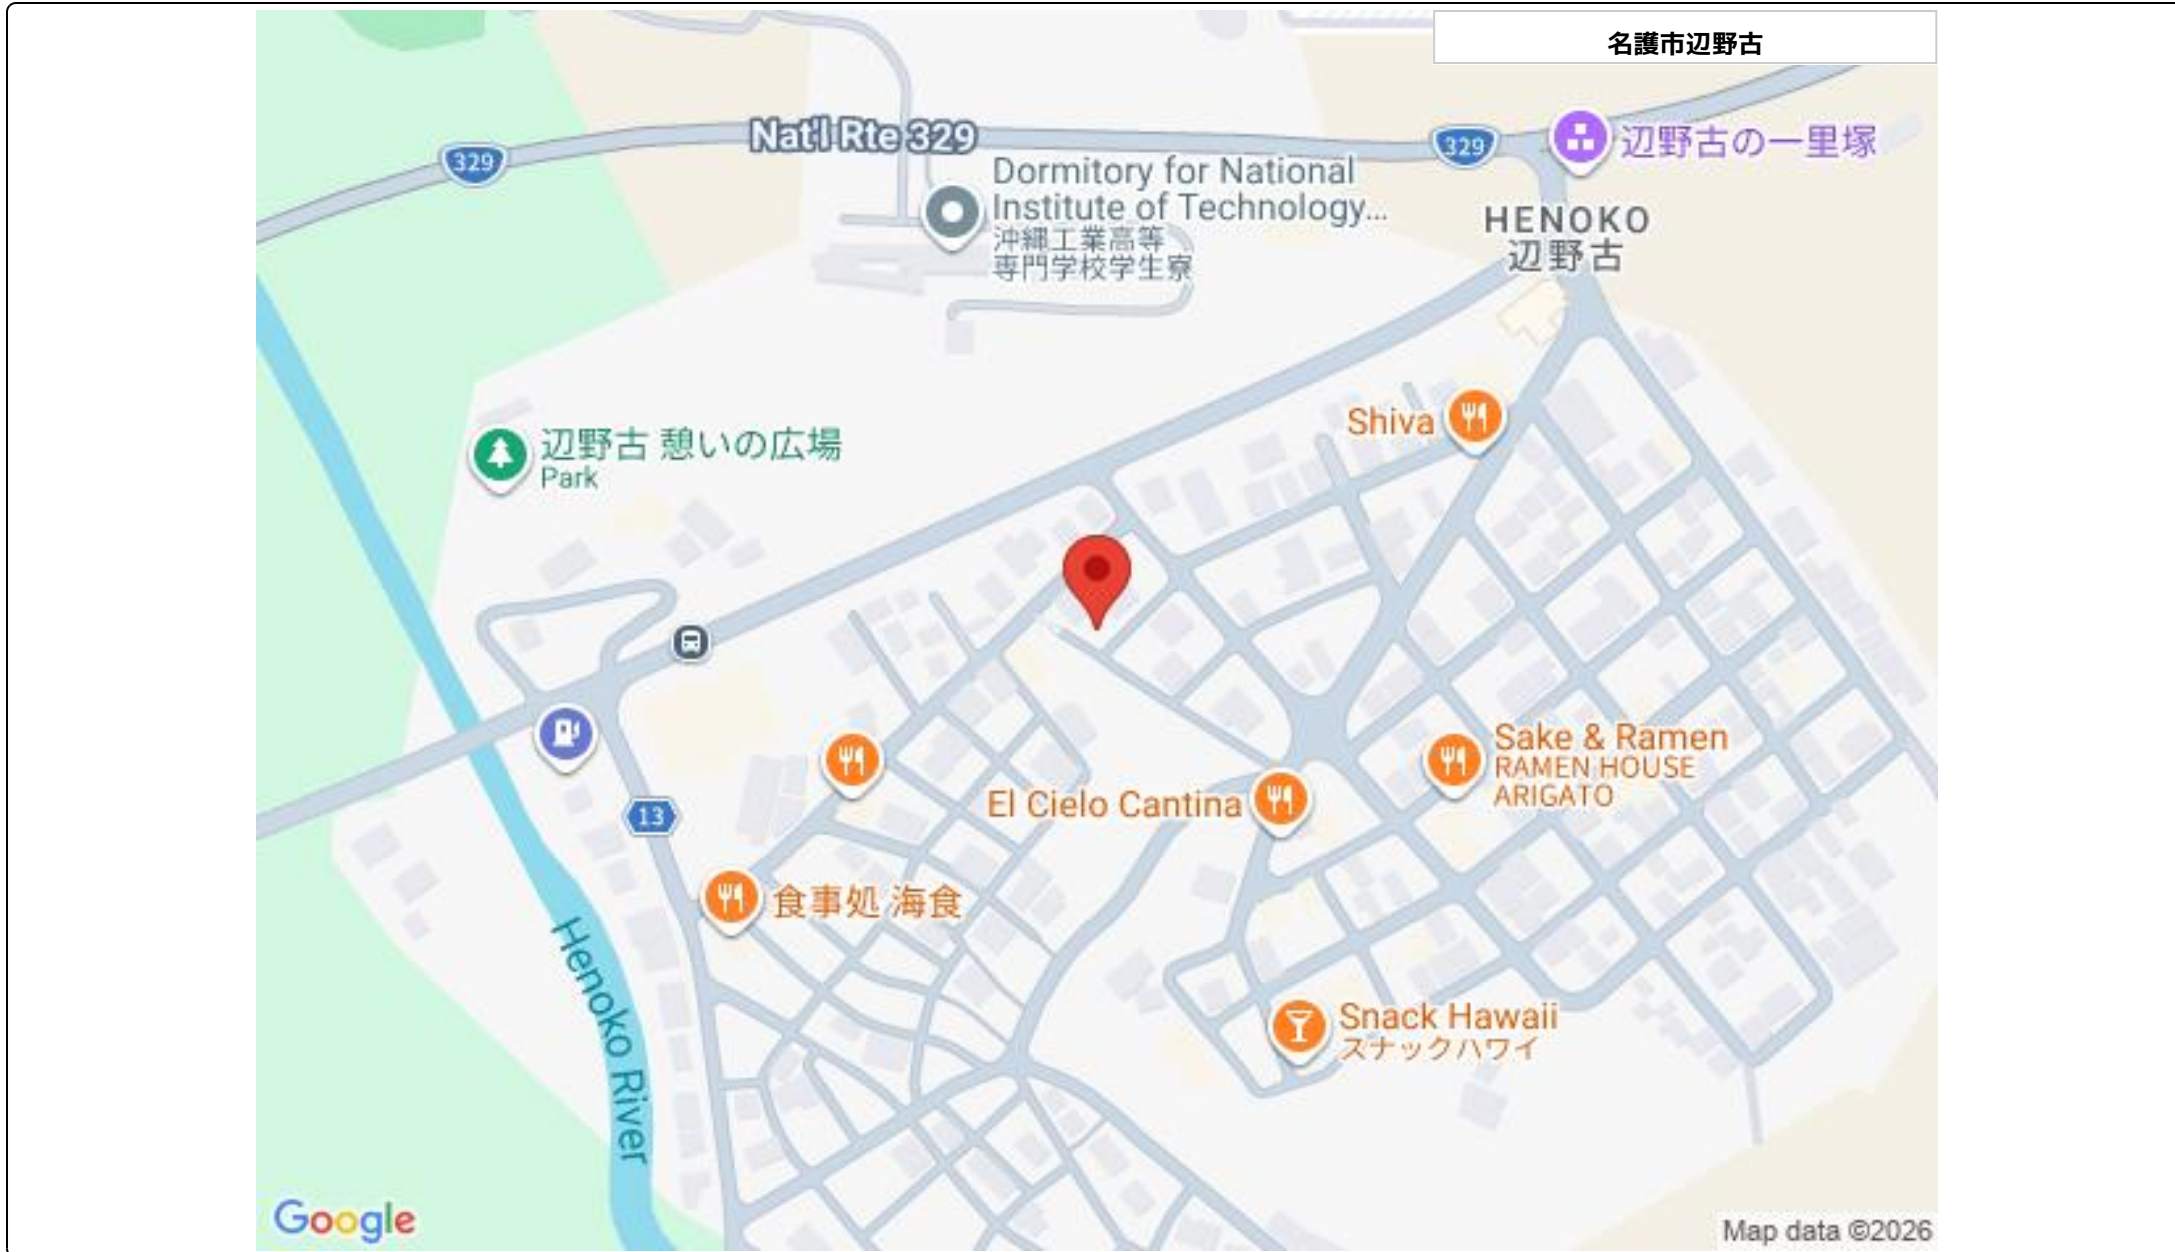 名護市辺野古
Nat'l Rte 329
329
329
辺野古の一里塚
Dormitory for National
Institute of Technology...
沖縄工業高等
専門学校学生寮
HENOKO
辺野古
Shiva
辺野古 憩いの広場
Park
Sake & Ramen
RAMEN HOUSE
ARIGATO
El Cielo Cantina
13
食事処 海食
Henoko River
Snack Hawaii
スナックハワイ
Google
Map data ©2026